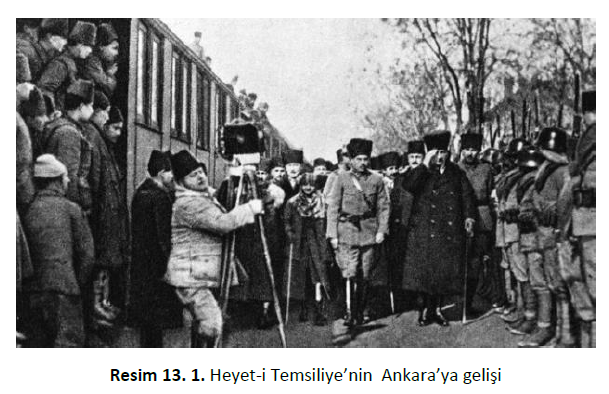 Resim 13. 1. Heyet-i Temsiliye’nin Ankara’ya gelişi